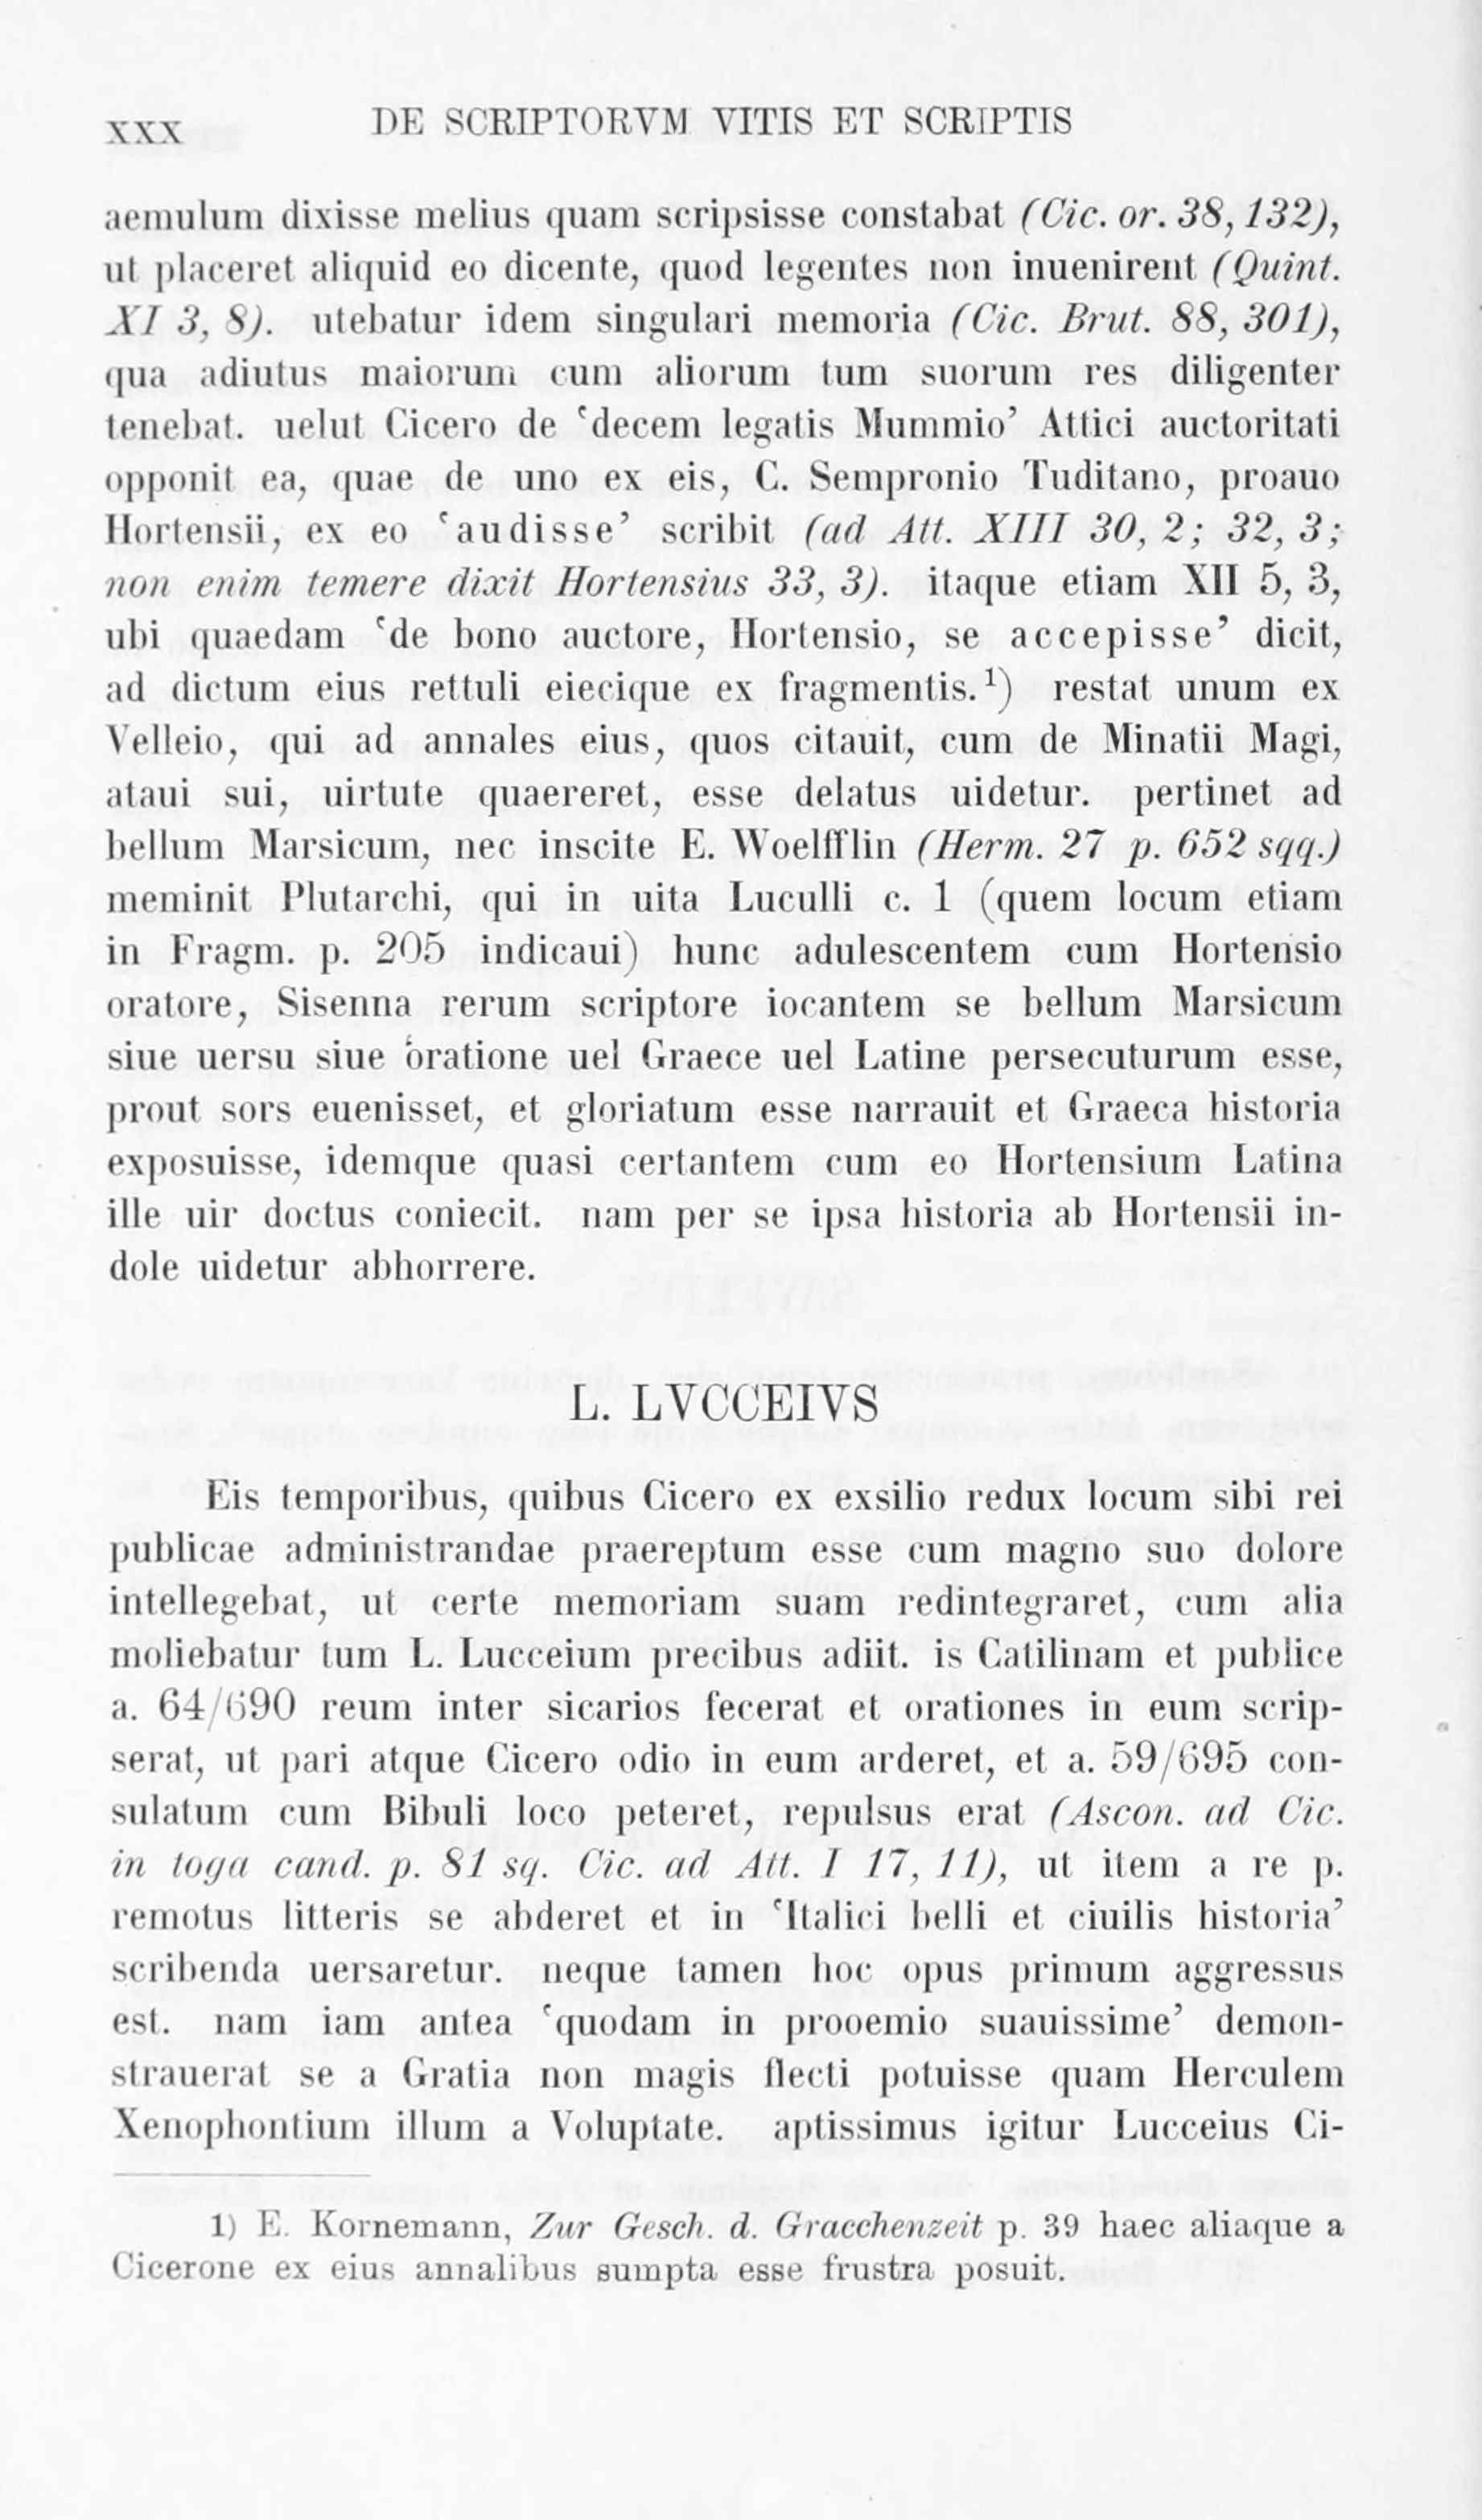 XXX DE SCRIPTORVM VITIS ET SCRIPTIS
aemulum dixisse melius quam scripsisse constabat (Cic. or. 38, 132),
ut placeret aliquid eo dicente, quod legentes non inuenirent (Quint.
XI 3, 8). utebatur idem singulari memoria (Cic. Brut. 88, 301),
qua adiutus maiorum cum aliorum tum suorum res diligenter
tenebat. uelut Cicero de ‘decem legatis Mummio’ Attici auctoritati
opponit ea, quae de uno ex eis, C. Sempronio Tuditano, proauo
Hortensii, ex eo ‘audisse’ scribit (ad Att. XIII 30, 2; 32, 3;
non enim temere dixit Hortensius 33, 3). itaque etiam XII 5, 3,
ubi quaedam ‘de bono auctore, Hortensio, se accepisse’ dicit,
ad dictum eius rettuli eiecique ex fragmentis.¹) restat unum ex
Velleio, qui ad annales eius, quos citauit, cum de Minatii Magi,
ataui sui, uirtute quaereret, esse delatus uidetur. pertinet ad
bellum Marsicum, nec inscite E. Woelfflin (Herm. 27 p. 652 sqq.)
meminit Plutarchi, qui in uita Luculli c. 1 (quem locum etiam
in Fragm. p. 205 indicaui) hunc adulescentem cum Hortensio
oratore, Sisenna rerum scriptore iocantem se bellum Marsicum
siue uersu siue oratione uel Graece uel Latine persecuturum esse,
prout sors euenisset, et gloriatum esse narrauit et Graeca historia
exposuisse, idemque quasi certantem cum eo Hortensium Latina
ille uir doctus coniecit. nam per se ipsa historia ab Hortensii in-
dole uidetur abhorrere.
L. LVCCEIVS
Eis temporibus, quibus Cicero ex exsilio redux locum sibi rei
publicae administrandae praereptum esse cum magno suo dolore
intellegebat, ut certe memoriam suam redintegraret, cum alia
moliebatur tum L. Lucceium precibus adiit. is Catilinam et publice
a. 64/690 reum inter sicarios fecerat et orationes in eum scrip-
serat, ut pari atque Cicero odio in eum arderet, et a. 59/695 con-
sulatum cum Bibuli loco peteret, repulsus erat (Ascon. ad Cic.
in toga cand. p. 81 sq. Cic. ad Att. I 17, 11), ut item a re p.
remotus litteris se abderet et in ‘Italici belli et ciuilis historia’
scribenda uersaretur. neque tamen hoc opus primum aggressus
est. nam iam antea ‘quodam in prooemio suauissime’ demon-
strauerat se a Gratia non magis flecti potuisse quam Herculem
Xenophontium illum a Voluptate. aptissimus igitur Lucceius Ci-
1) E. Kornemann, Zur Gesch. d. Gracchenzeit p. 39 haec aliaque a
Cicerone ex eius annalibus sumpta esse frustra posuit.